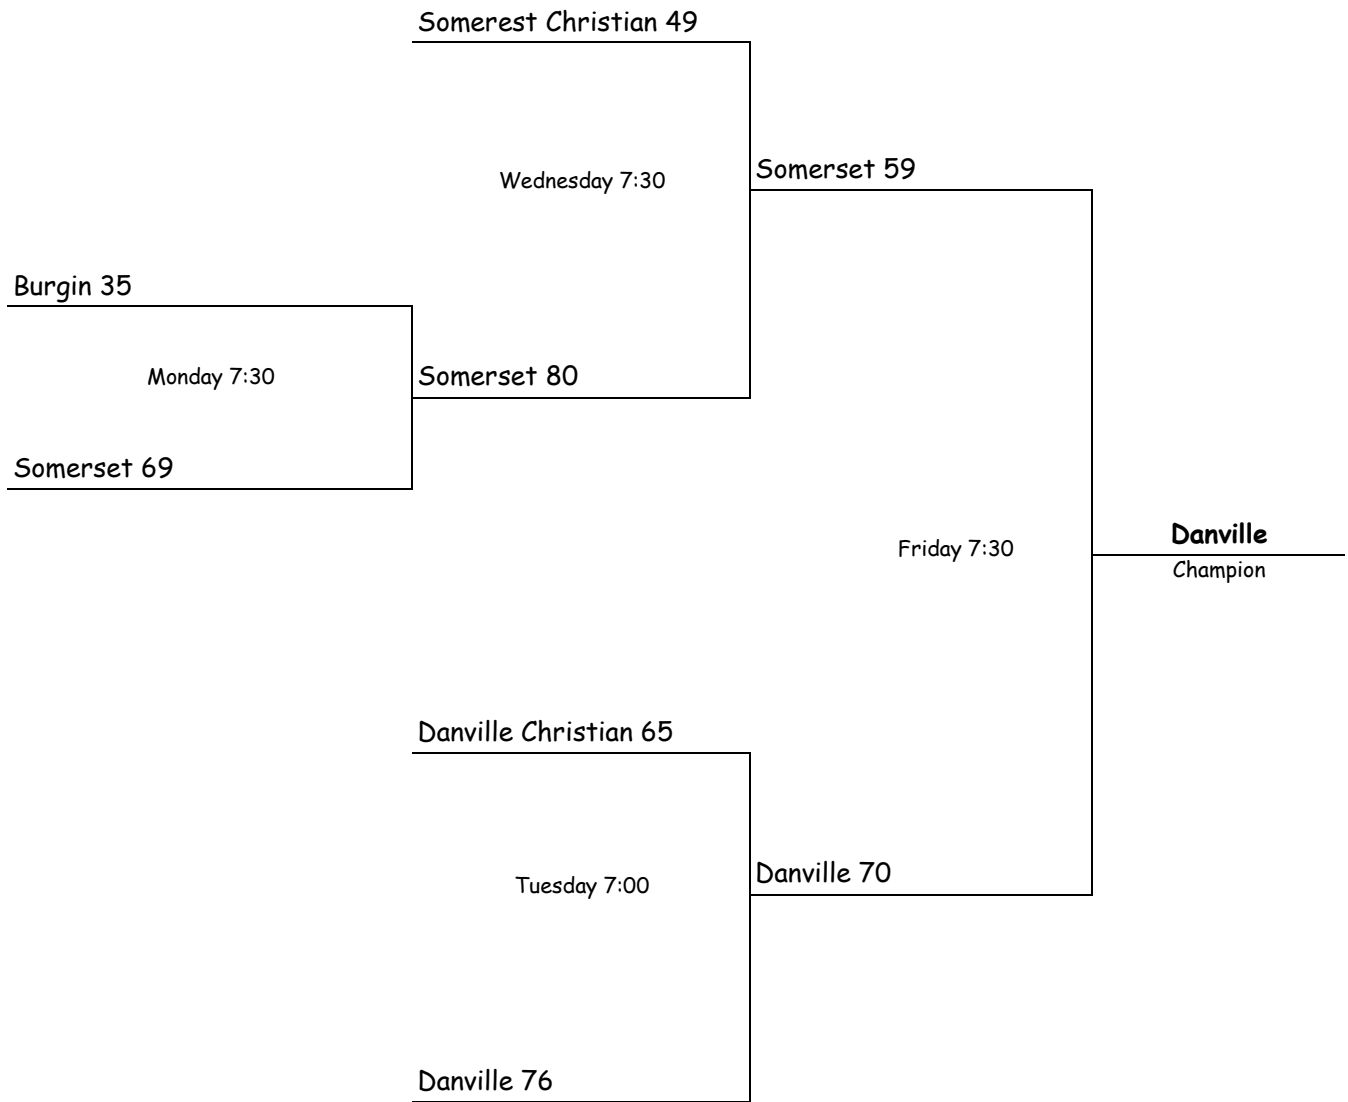 Somerest Christian 49
Wednesday 7:30
Somerset 59
Burgin 35
Monday 7:30
Somerset 80
Somerset 69
Friday 7:30
Danville
Champion
Danville Christian 65
Tuesday 7:00
Danville 70
Danville 76